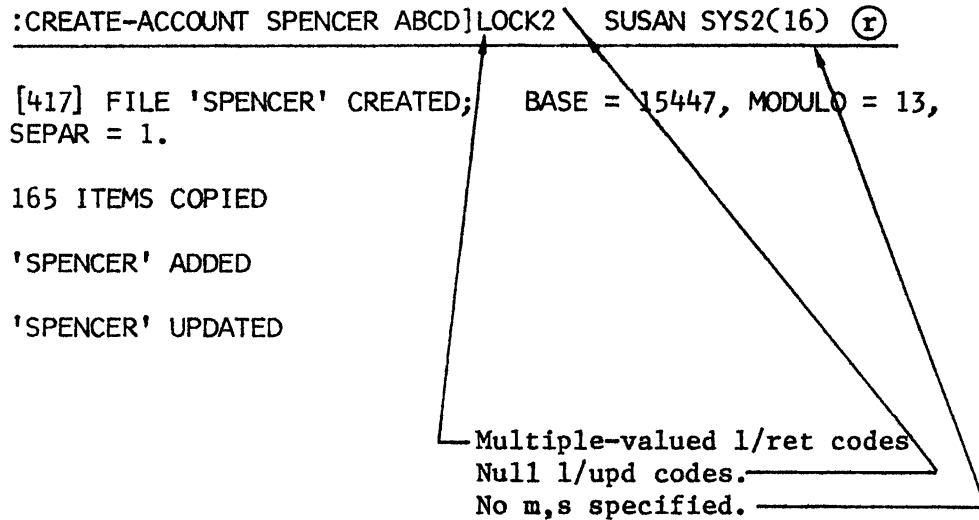 :CREATE-ACCOUNT SPENCER ABCD]LOCK2 \ SUSAN SYS2(16) ⓡ
[417] FILE 'SPENCER' CREATED; BASE = 15447, MODULO = 13,
SEPAR = 1.
165 ITEMS COPIED
'SPENCER' ADDED
'SPENCER' UPDATED
Multiple-valued l/ret codes
Null l/upd codes.
No m,s specified.